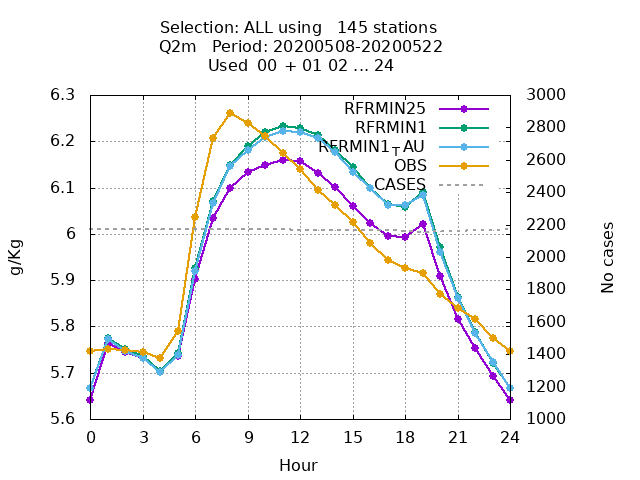 Selection: ALL using   145 stations
Q2m   Period: 20200508-20200522
Used  00 + 01 02 ... 24
g/Kg
No cases
6.3
6.2
6.1
6
5.9
5.8
5.7
5.6
3000
2800
2600
2400
2200
2000
1800
1600
1400
1200
1000
RFRMIN25
RFRMIN1
RFRMIN1┬AU
OBS
CASES
0 3 6 9 12 15 18 21 24
Hour